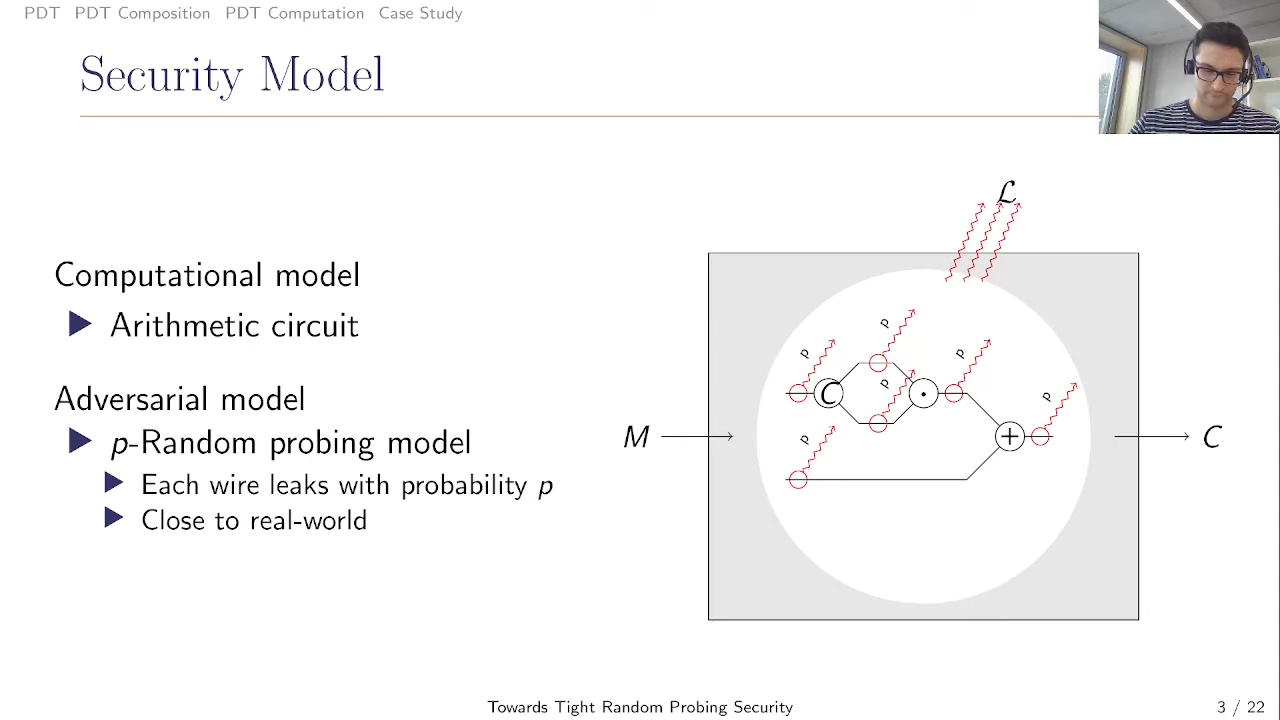 PDT PDT Composition PDT Computation Case Study
Security Model
Computational model
▶ Arithmetic circuit
Adversarial model
▶ p-Random probing model
▶ Each wire leaks with probability p
▶ Close to real-world
ℒ
p
p
p
C
p
·
p
p
+
M
C
Towards Tight Random Probing Security
3 / 22